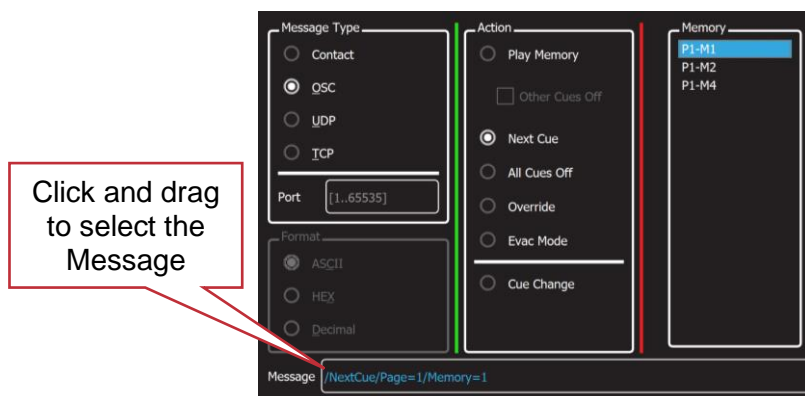 Message Type
Contact
OSC
UDP
TCP
Port [1..65535]
Format
ASCII
HEX
Decimal
Action
Play Memory
Other Cues Off
Next Cue
All Cues Off
Override
Evac Mode
Cue Change
Memory
P1-M1
P1-M2
P1-M4
Click and drag
to select the
Message
Message /NextCue/Page=1/Memory=1